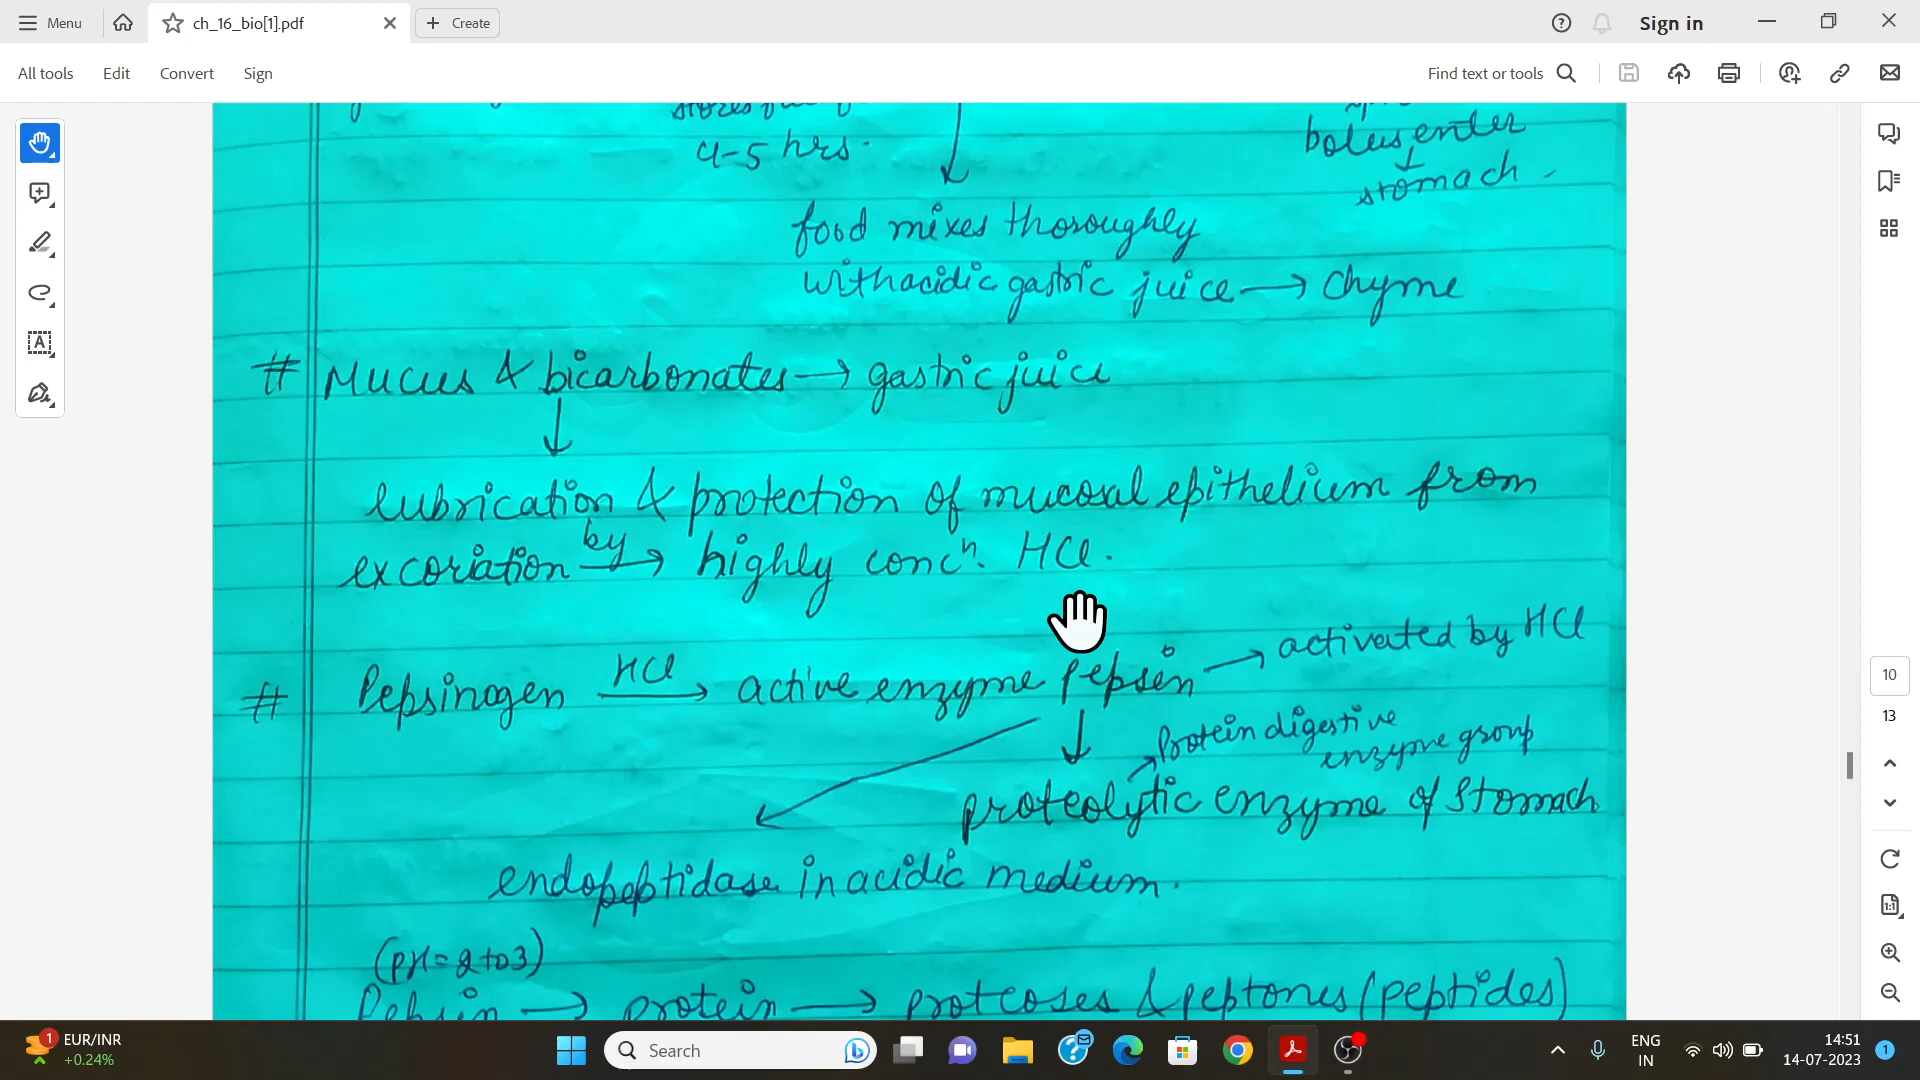 Menu
ch_16_bio[1].pdf
Create
Sign in
All tools
Edit
Convert
Sign
Find text or tools
4-5 hrs.
bolus, enter
stomach
food mixes thoroughly
with acidic gastric juice → Chyme
# Mucus & bicarbonates → gastric juice
↓
lubrication & protection of mucosal epithelium from
excoriation by → highly concn. HCl.
# Pepsinogen HCl → active enzyme pepsin → activated by HCl
Protein digestive
enzyme group
proteolytic enzyme of Stomach
endopeptidase in acidic medium.
(pH = 2 to 3)
Pepsin → protein → proteoses & peptones (peptides)
10
13
1
EUR/INR
+0.24%
Search
ENG
IN
14:51
14-07-2023
1